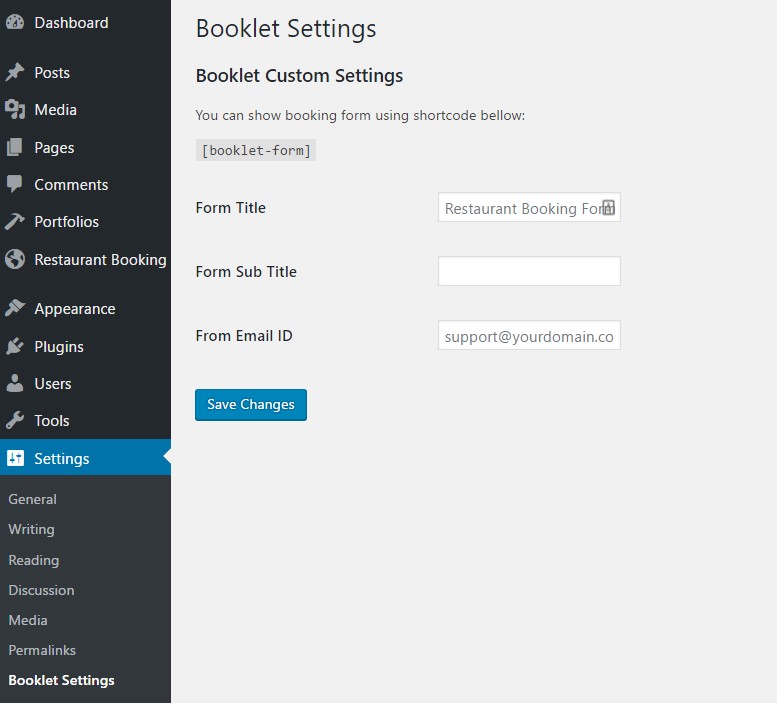 Dashboard
Posts
Media
Pages
Comments
Portfolios
Restaurant Booking
Appearance
Plugins
Users
Tools
Settings
General
Writing
Reading
Discussion
Media
Permalinks
Booklet Settings
Booklet Settings
Booklet Custom Settings
You can show booking form using shortcode bellow:
[booklet-form]
Form Title
Restaurant Booking Form
Form Sub Title
From Email ID
support@yourdomain.co
Save Changes